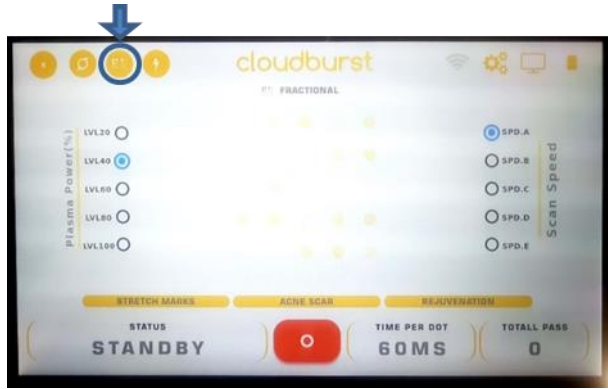 cloudburst
FRACTIONAL
Plasma Power(%)
LVL20
LVL40
LVL60
LVL80
LVL100
SPD.A
SPD.B
SPD.C
SPD.D
SPD.E
Scan Speed
STRETCH MARKS
ACNE SCAR
REJUVENATION
STATUS
STANDBY
TIME PER DOT
60MS
TOTALL PASS
0